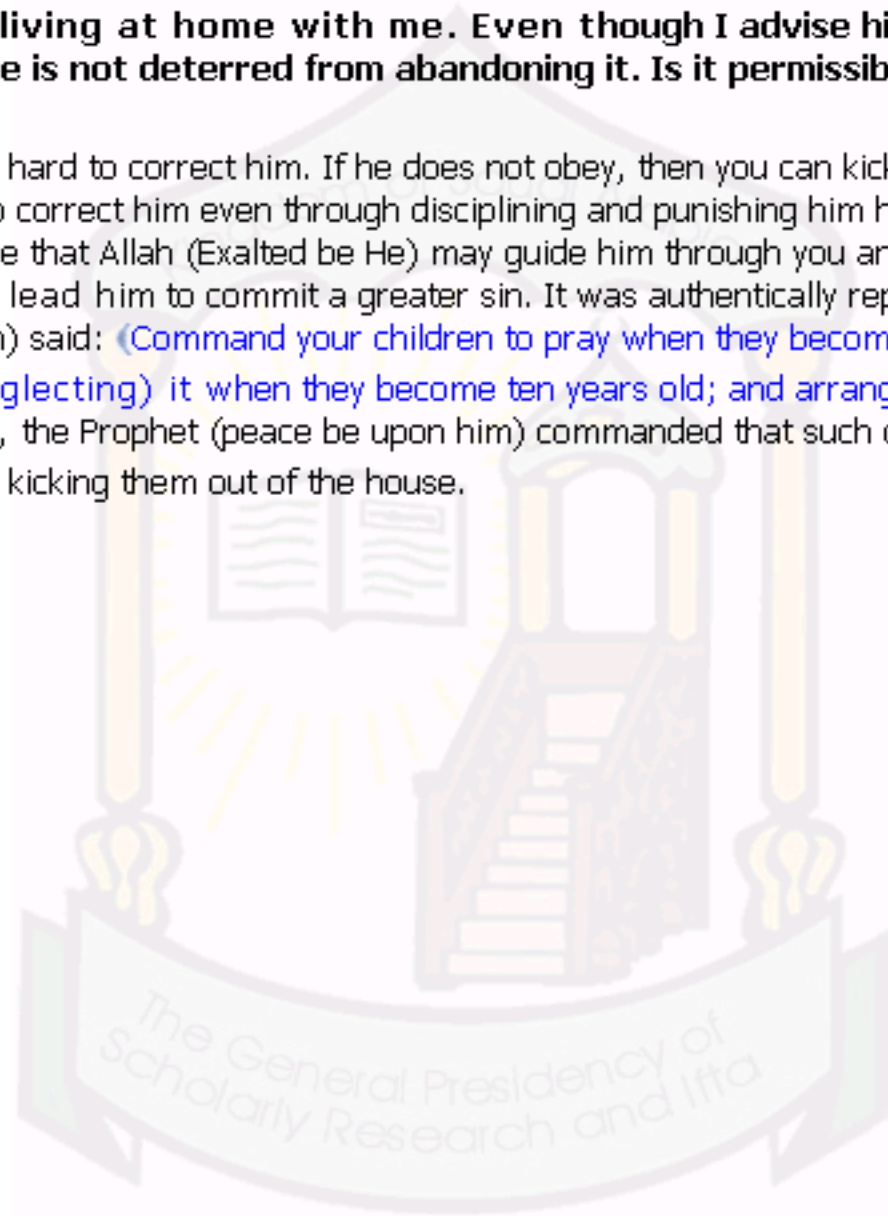 living at home with me. Even though I advise hi
e is not deterred from abandoning it. Is it permissib
hard to correct him. If he does not obey, then you can kick
o correct him even through disciplining and punishing him h
e that Allah (Exalted be He) may guide him through you an
lead him to commit a greater sin. It was authentically rep
n) said: (Command your children to pray when they becom
glecting) it when they become ten years old; and arrang
, the Prophet (peace be upon him) commanded that such c
kicking them out of the house.
Kingdom of Saudi Arabia
The General Presidency of
Scholarly Research and Ifta